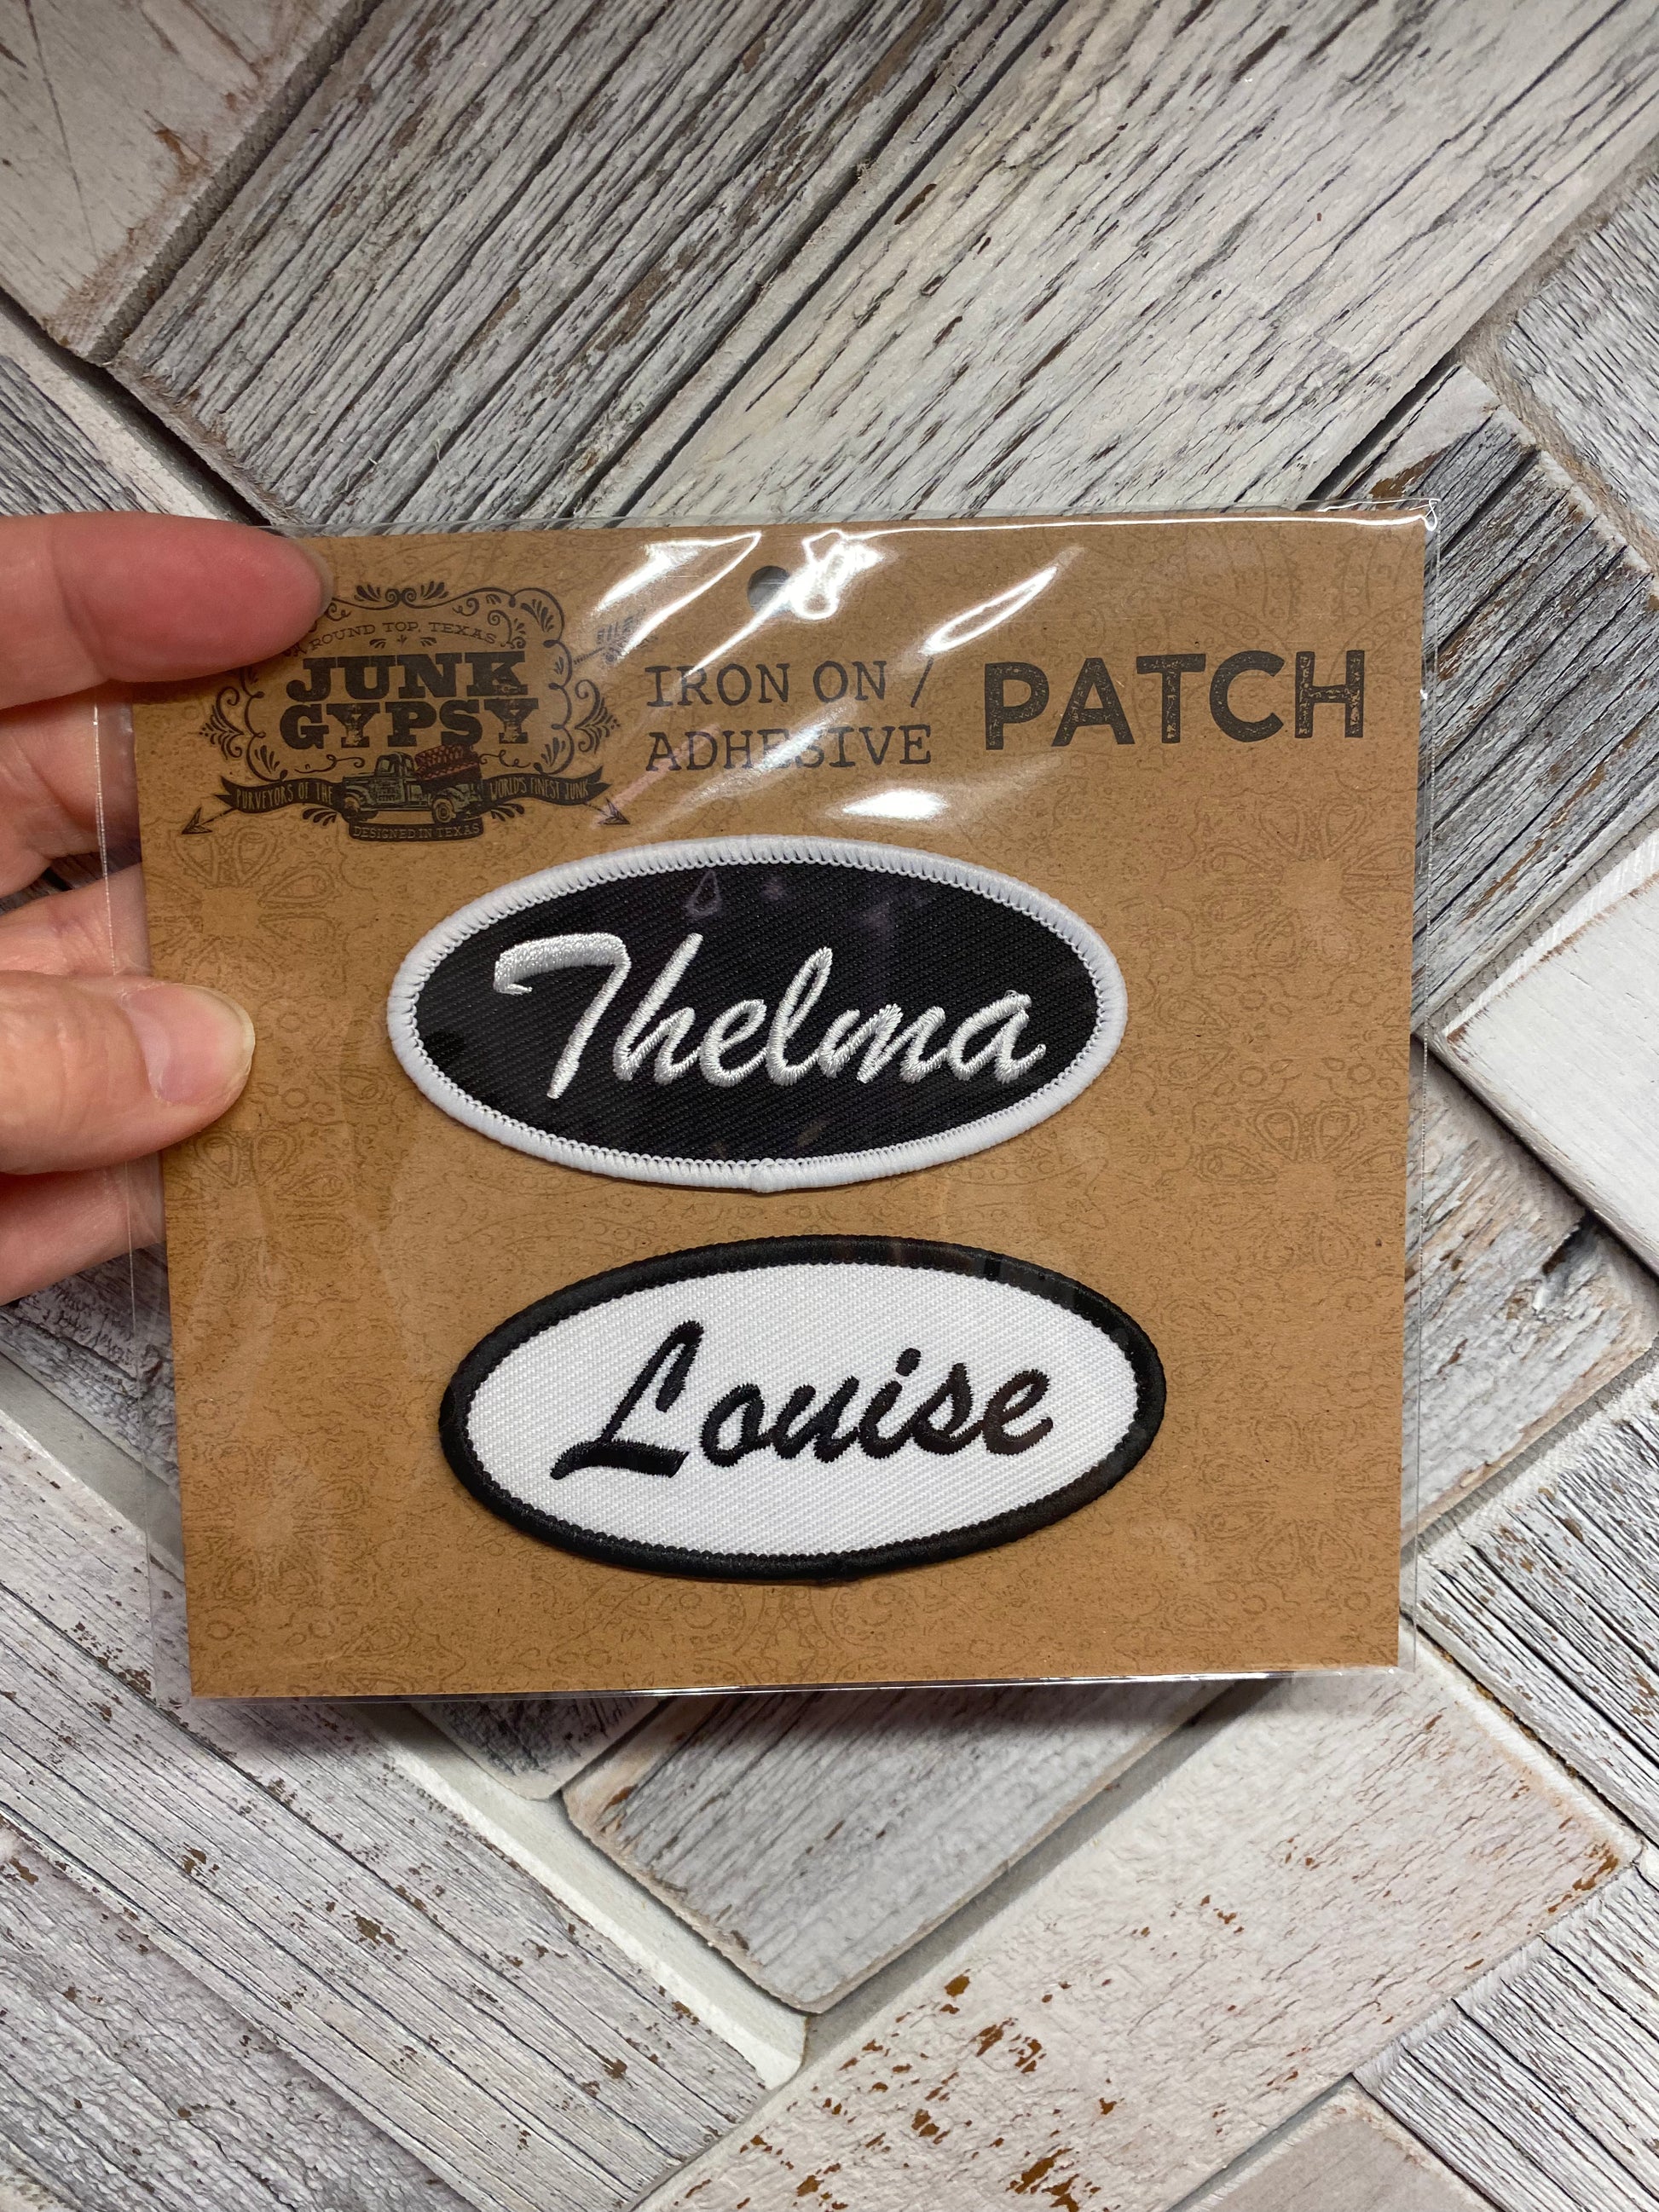 ROUND TOP, TEXAS
JUNK
GYPSY
PURVEYORS OF THE WORLD'S FINEST JUNK
DESIGNED IN TEXAS
IRON ON /
ADHESIVE
PATCH
Thelma
Louise